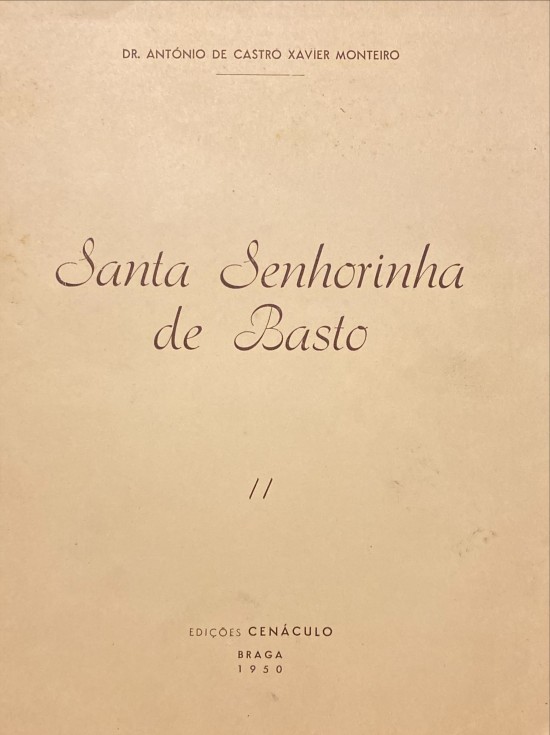 DR. ANTÓNIO DE CASTRO XAVIER MONTEIRO
Santa Senhorinha
de Basto
//
EDIÇÕES CENÁCULO
BRAGA
1950